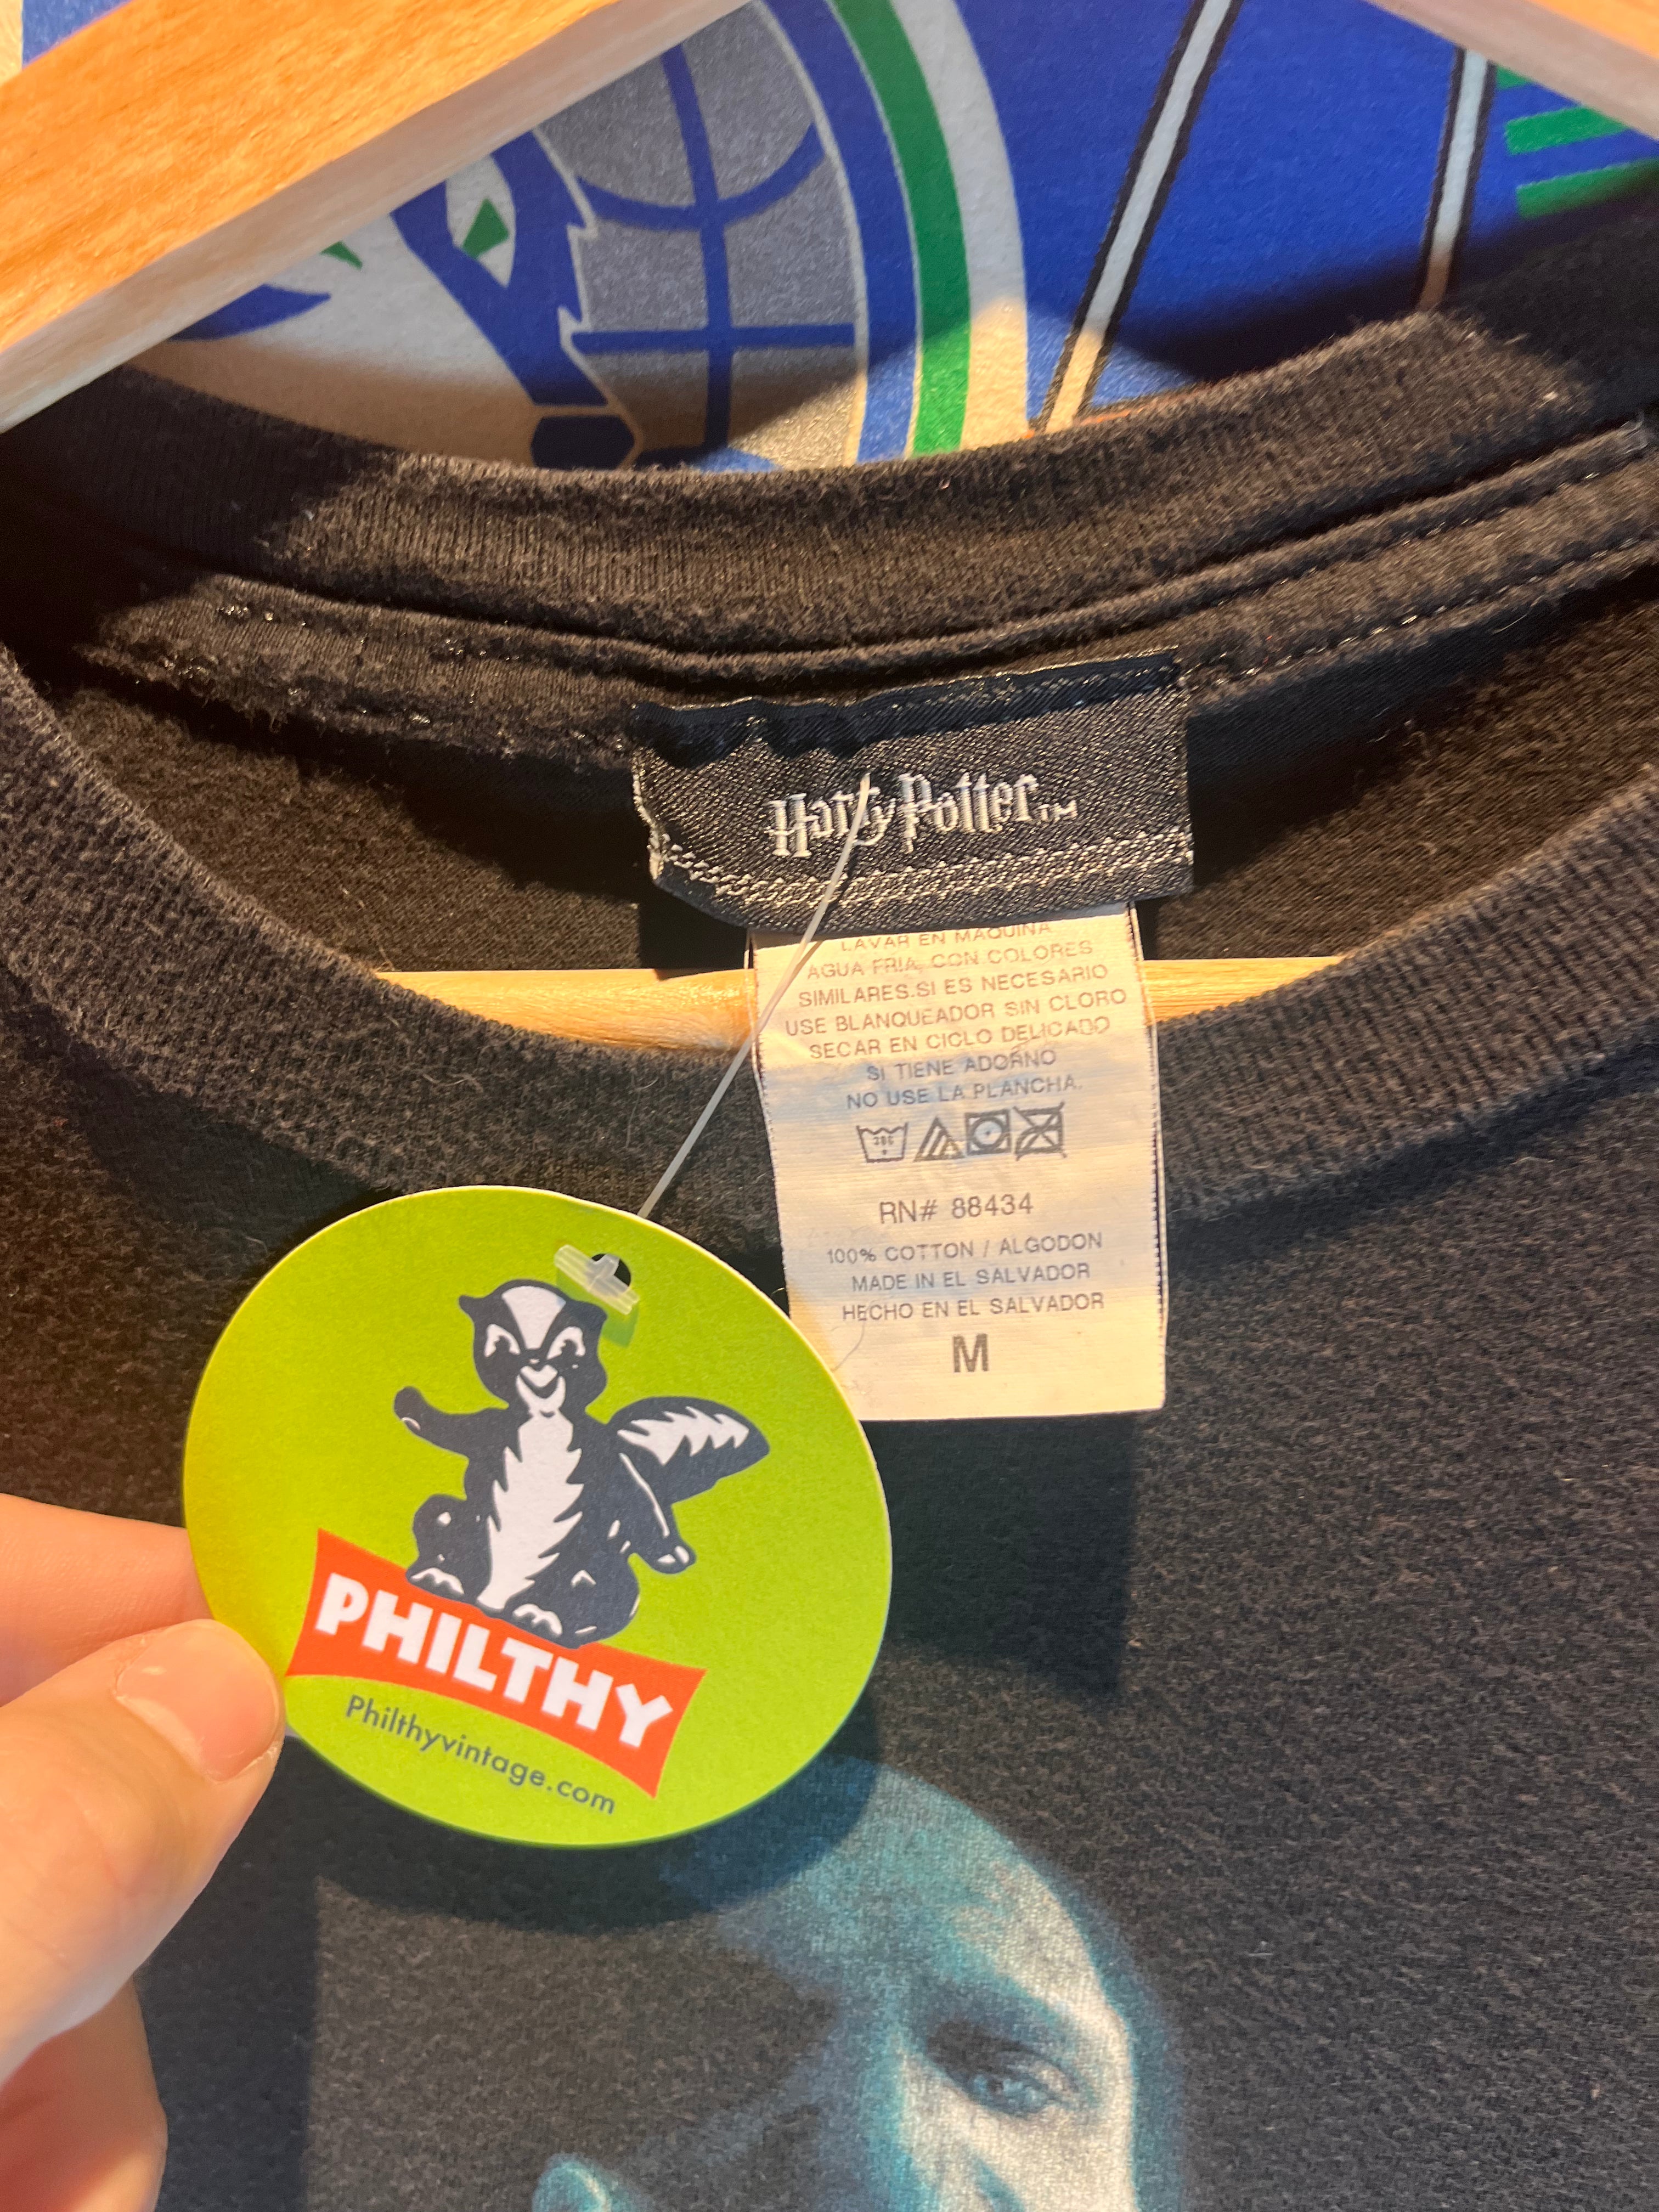 Harry Potter™
LAVAR EN MAQUINA
AGUA FRIA, CON COLORES
SIMILARES.SI ES NECESARIO
USE BLANQUEADOR SIN CLORO
SECAR EN CICLO DELICADO
SI TIENE ADORNO
NO USE LA PLANCHA.
RN# 88434
100% COTTON / ALGODON
MADE IN EL SALVADOR
HECHO EN EL SALVADOR
M
PHILTHY
Philthyvintage.com